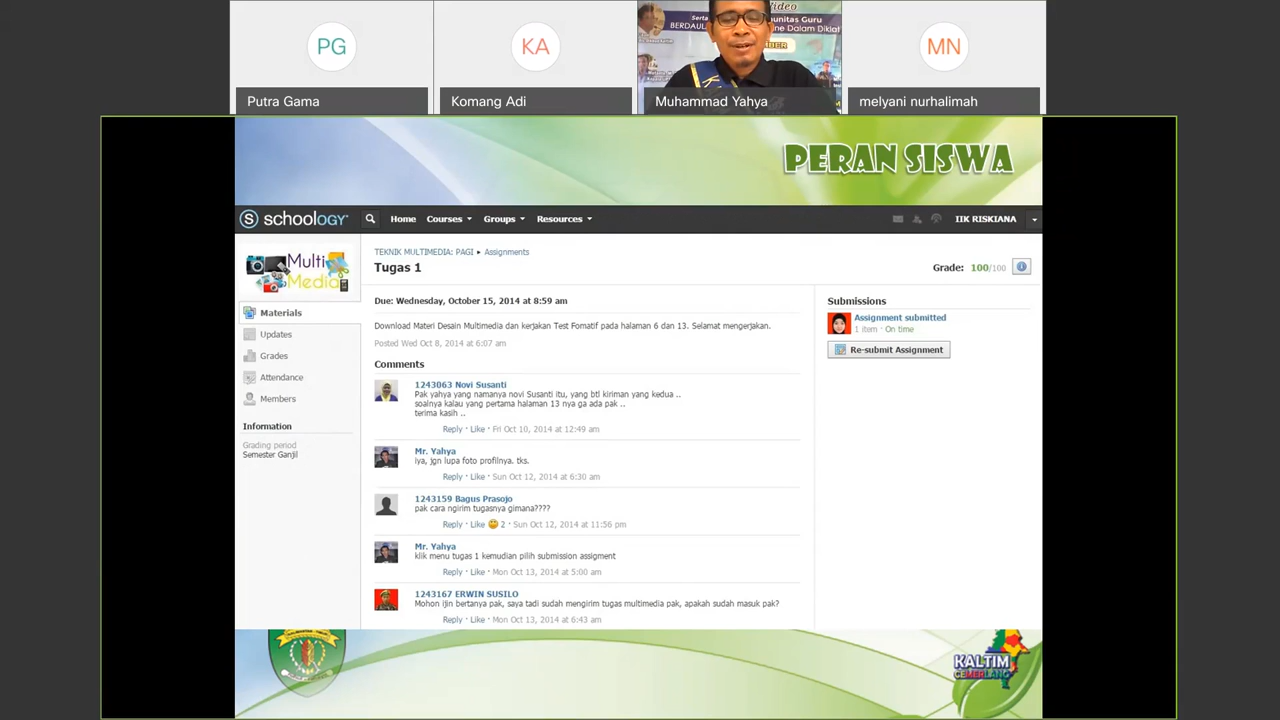 PG
KA
MN
Video
Serta
Komunitas Guru
BERDAUL
Dalam Diklat
Putra Gama
Komang Adi
Muhammad Yahya
melyani nurhalimah
PERAN SISWA
S schoology
Home
Courses
Groups
Resources
IIK RISKIANA
Multi
Media
TEKNIK MULTIMEDIA: PAGI ▸ Assignments
Tugas 1
Grade: 100/100
Materials
Updates
Grades
Attendance
Members
Information
Grading period
Semester Ganjil
Due: Wednesday, October 15, 2014 at 8:59 am
Download Materi Desain Multimedia dan kerjakan Test Fomatif pada halaman 6 dan 13. Selamat mengerjakan.
Posted Wed Oct 8, 2014 at 6:07 am
Comments
1243063 Novi Susanti
Pak yahya yang namanya novi Susanti itu, yang btl kiriman yang kedua ..
soalnya kalau yang pertama halaman 13 nya ga ada pak ..
terima kasih ..
Reply · Like · Fri Oct 10, 2014 at 12:49 am
Mr. Yahya
iya, jgn lupa foto profilnya. tks.
Reply · Like · Sun Oct 12, 2014 at 6:30 am
1243159 Bagus Prasojo
pak cara ngirim tugasnya gimana????
Reply · Like 2 · Sun Oct 12, 2014 at 11:56 pm
Mr. Yahya
klik menu tugas 1 kemudian pilih submission assigment
Reply · Like · Mon Oct 13, 2014 at 5:00 am
1243167 ERWIN SUSILO
Mohon ijin bertanya pak, saya tadi sudah mengirim tugas multimedia pak, apakah sudah masuk pak?
Reply · Like · Mon Oct 13, 2014 at 6:43 am
Submissions
Assignment submitted
1 item · On time
Re-submit Assignment
KALTIM
CEMERLANG